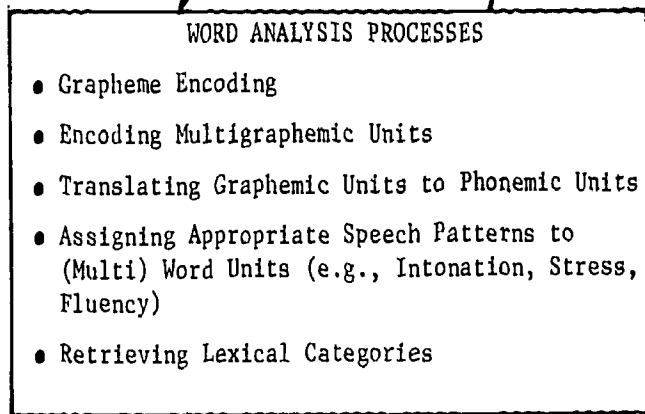 WORD ANALYSIS PROCESSES
• Grapheme Encoding
• Encoding Multigraphemic Units
• Translating Graphemic Units to Phonemic Units
• Assigning Appropriate Speech Patterns to
(Multi) Word Units (e.g., Intonation, Stress,
Fluency)
• Retrieving Lexical Categories